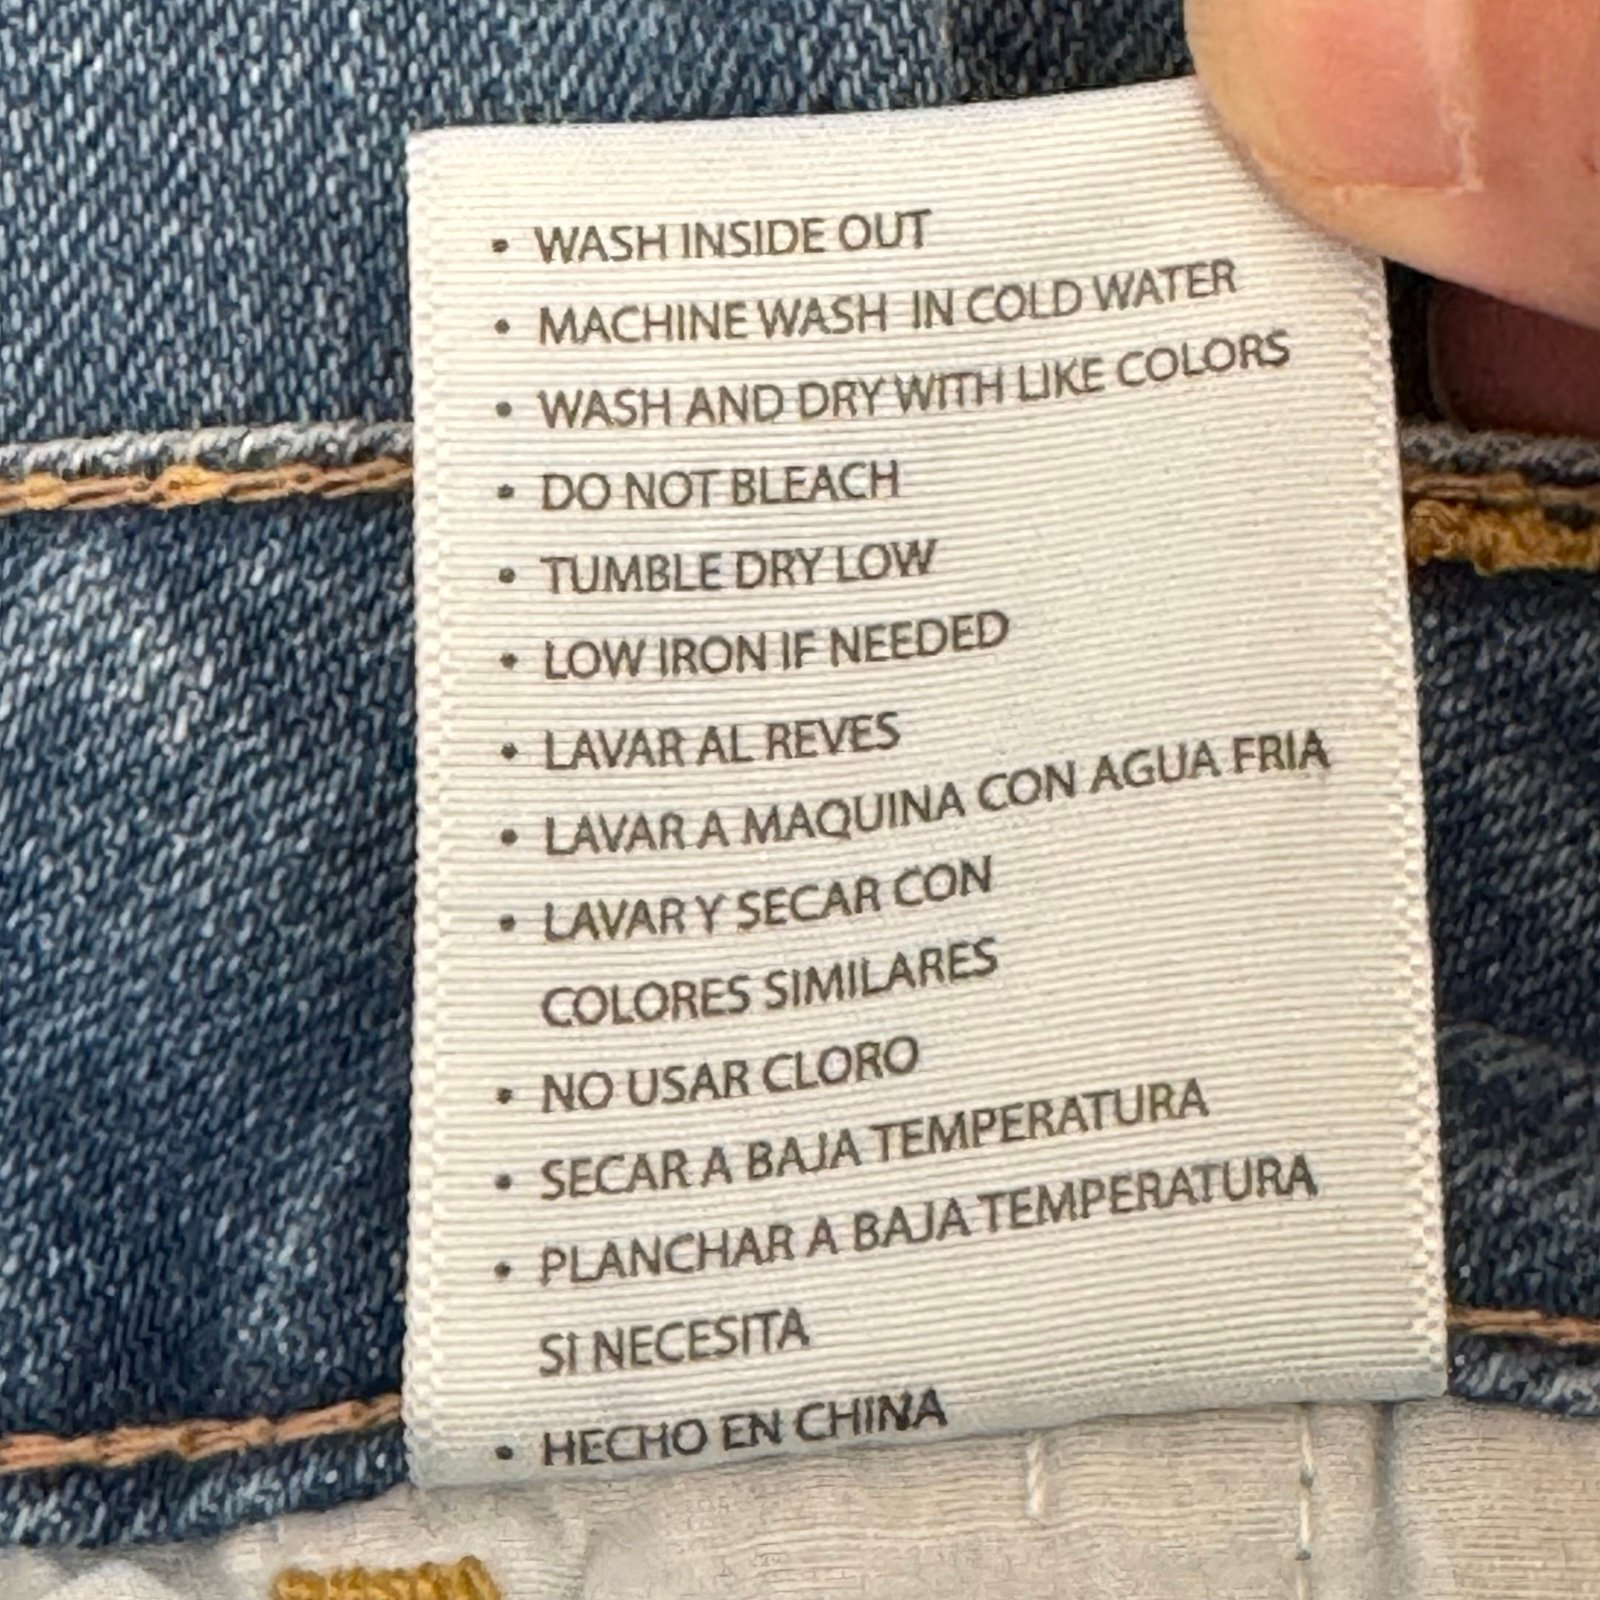 • WASH INSIDE OUT
• MACHINE WASH IN COLD WATER
• WASH AND DRY WITH LIKE COLORS
• DO NOT BLEACH
• TUMBLE DRY LOW
• LOW IRON IF NEEDED
• LAVAR AL REVES
• LAVAR A MAQUINA CON AGUA FRIA
• LAVAR Y SECAR CON
COLORES SIMILARES
• NO USAR CLORO
• SECAR A BAJA TEMPERATURA
• PLANCHAR A BAJA TEMPERATURA
SI NECESITA
• HECHO EN CHINA